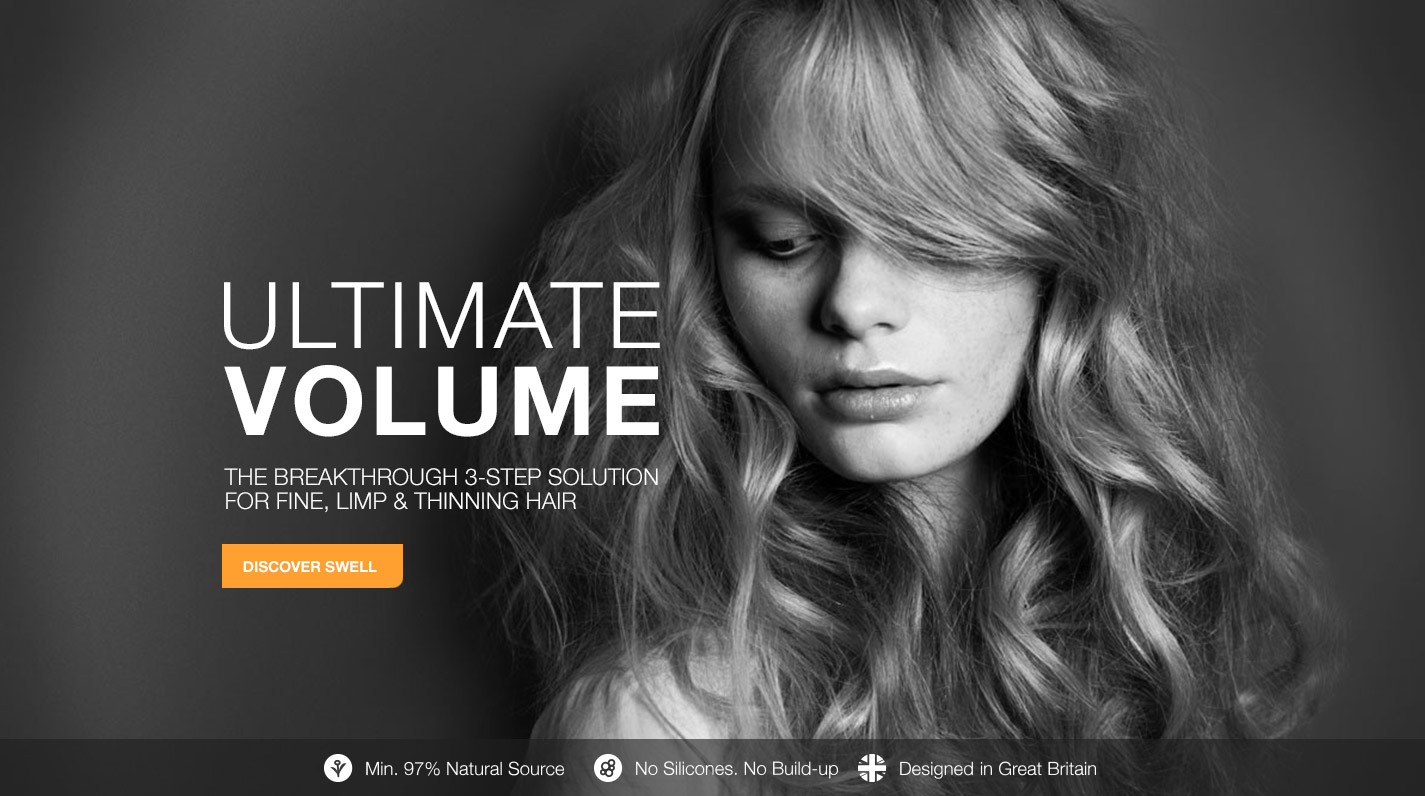 ULTIMATE
VOLUME
THE BREAKTHROUGH 3-STEP SOLUTION
FOR FINE, LIMP & THINNING HAIR
DISCOVER SWELL
Min. 97% Natural Source
No Silicones. No Build-up
Designed in Great Britain